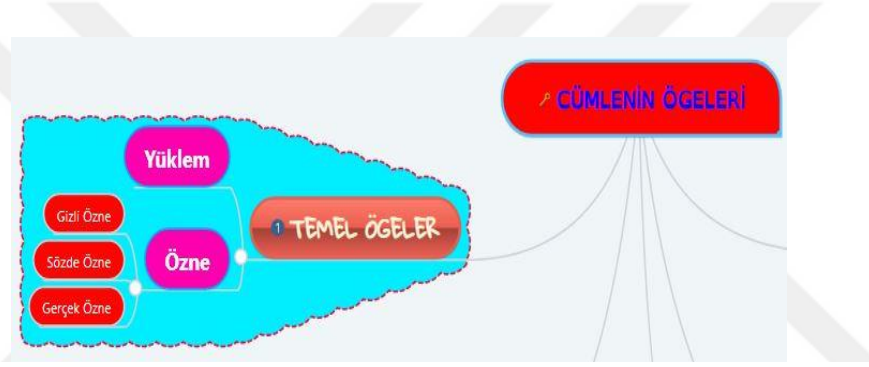 CÜMLENİN ÖGELERİ
1 TEMEL ÖGELER
Yüklem
Özne
Gizli Özne
Sözde Özne
Gerçek Özne